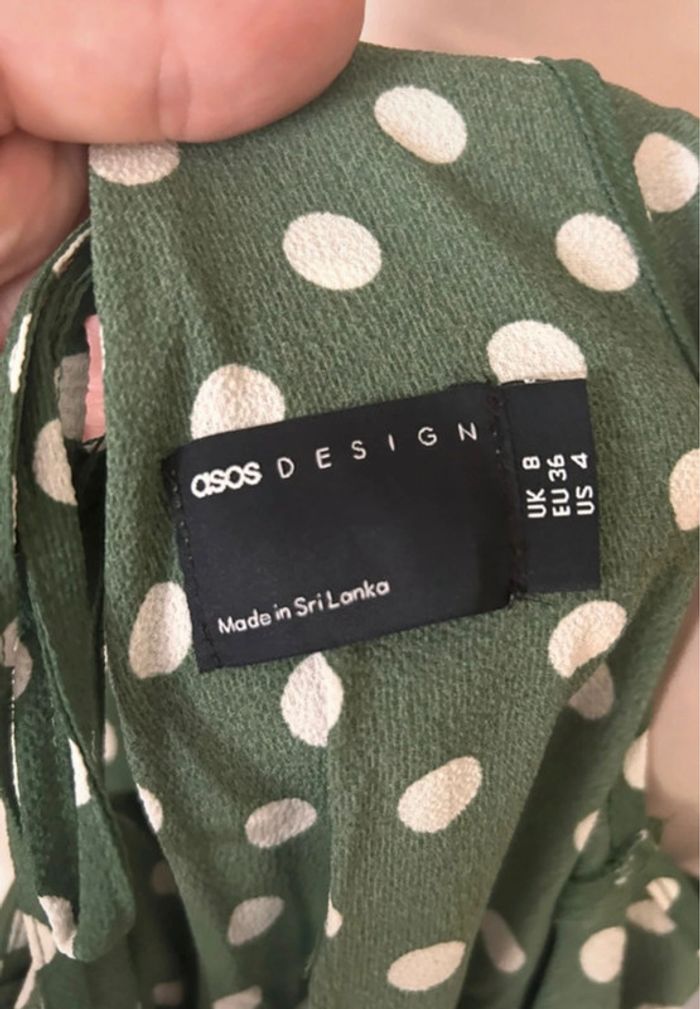 asos DESIGN
Made in Sri Lanka
UK 8
EU 36
US 4